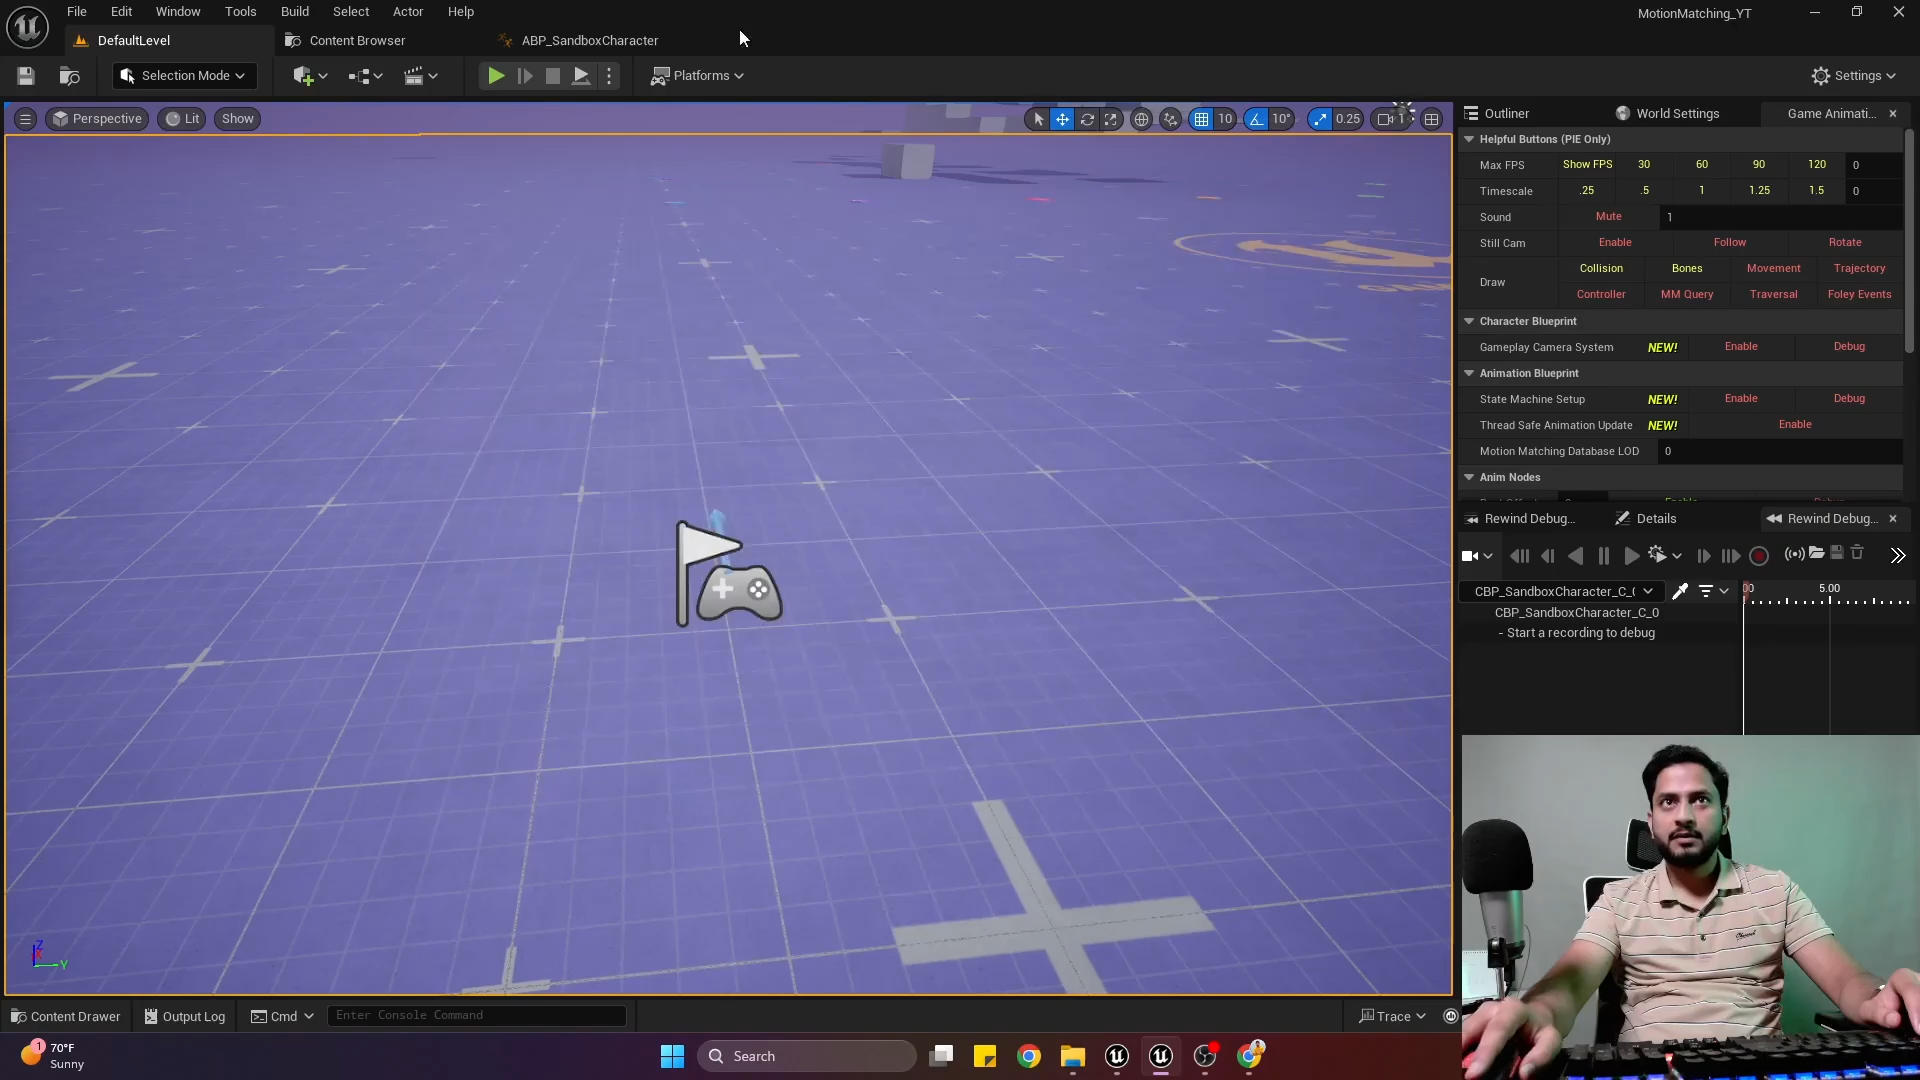 File Edit Window Tools Build Select Actor Help
MotionMatching_YT
DefaultLevel
Content Browser
ABP_SandboxCharacter
Selection Mode
Platforms
Settings
Perspective
Lit
Show
10
10°
0.25
1
Outliner
World Settings
Game Animati...
Helpful Buttons (PIE Only)
Max FPS Show FPS 30 60 90 120 0
Timescale .25 .5 1 1.25 1.5 0
Sound Mute 1
Still Cam Enable Follow Rotate
Draw Collision Bones Movement Trajectory
Controller MM Query Traversal Foley Events
Character Blueprint
Gameplay Camera System NEW! Enable Debug
Animation Blueprint
State Machine Setup NEW! Enable Debug
Thread Safe Animation Update NEW! Enable
Motion Matching Database LOD 0
Anim Nodes
Rewind Debug...
Details
Rewind Debug...
CBP_SandboxCharacter_C_(
00 5.00
CBP_SandboxCharacter_C_0
- Start a recording to debug
Z
Y
Content Drawer
Output Log
Cmd
Enter Console Command
Trace
1
70°F
Sunny
Search